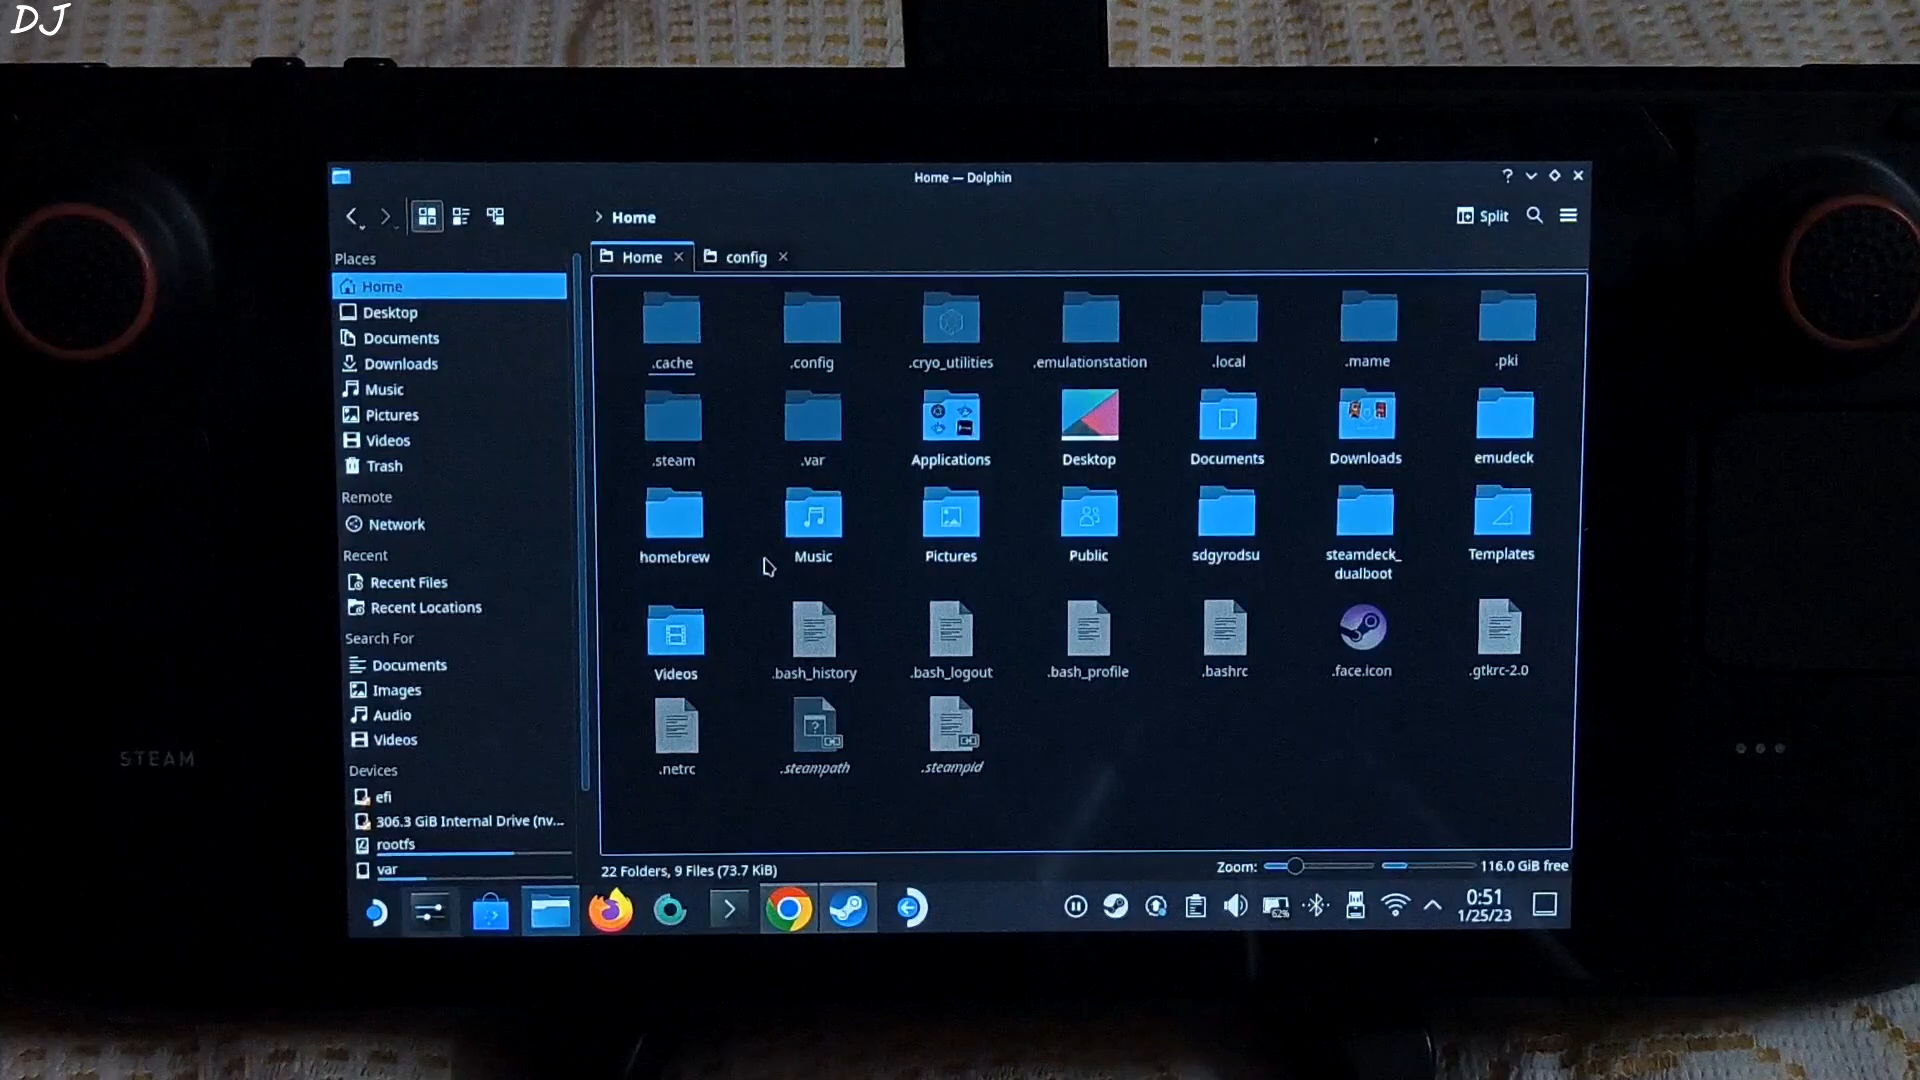 DJ
Home — Dolphin
Home
Split
Home
config
Places
Home
Desktop
Documents
Downloads
Music
Pictures
Videos
Trash
Remote
Network
Recent
Recent Files
Recent Locations
Search For
Documents
Images
Audio
Videos
Devices
efi
306.3 GiB Internal Drive (nv...
rootfs
var
.cache
.config
.cryo_utilities
.emulationstation
.local
.mame
.pki
.steam
.var
Applications
Desktop
Documents
Downloads
emudeck
homebrew
Music
Pictures
Public
sdgyrodsu
steamdeck_
dualboot
Templates
Videos
.bash_history
.bash_logout
.bash_profile
.bashrc
.face.icon
.gtkrc-2.0
.netrc
.steampath
.steampid
22 Folders, 9 Files (73.7 KiB)
Zoom:
116.0 GiB free
62%
0:51
1/25/23
STEAM